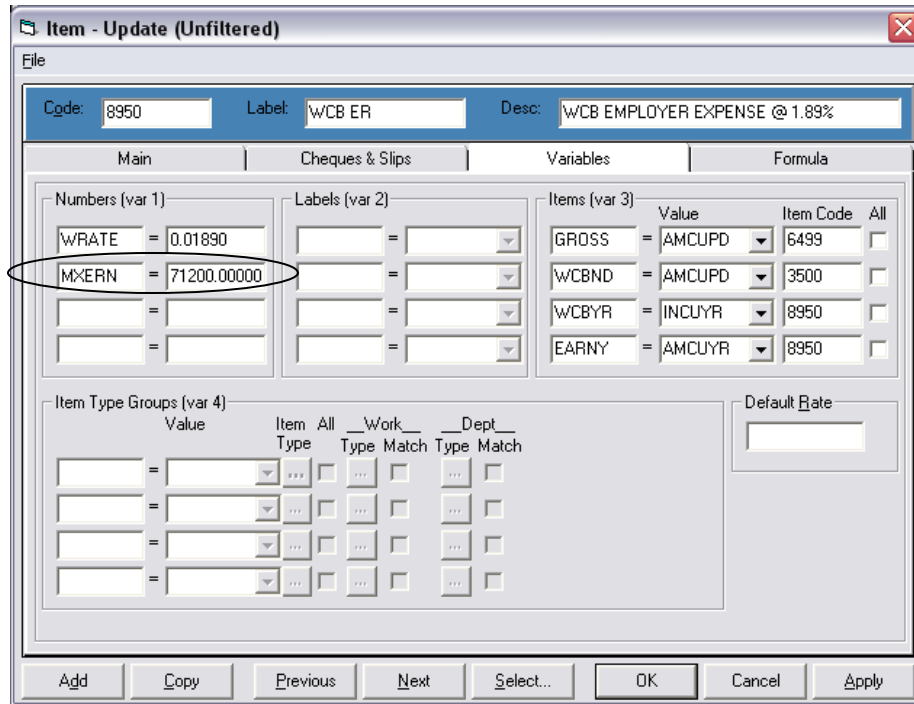 Item - Update (Unfiltered)
File
Code: 8950 Label: WCB ER Desc: WCB EMPLOYER EXPENSE @ 1.89%
Main Cheques & Slips Variables Formula
Numbers (var 1) Labels (var 2) Items (var 3)
Value Item Code All
WRATE = 0.01890 = GROSS = AMCUPD 6499
MXERN = 71200.00000 = WCBND = AMCUPD 3500
= = WCBYR = INCUYR 8950
= = EARNY = AMCUYR 8950
Item Type Groups (var 4) Default Rate
Value Item All __Work__ __Dept__
Type Type Match Type Match
= ... ... ...
= ... ... ...
= ... ... ...
= ... ... ...
Add Copy Previous Next Select... OK Cancel Apply